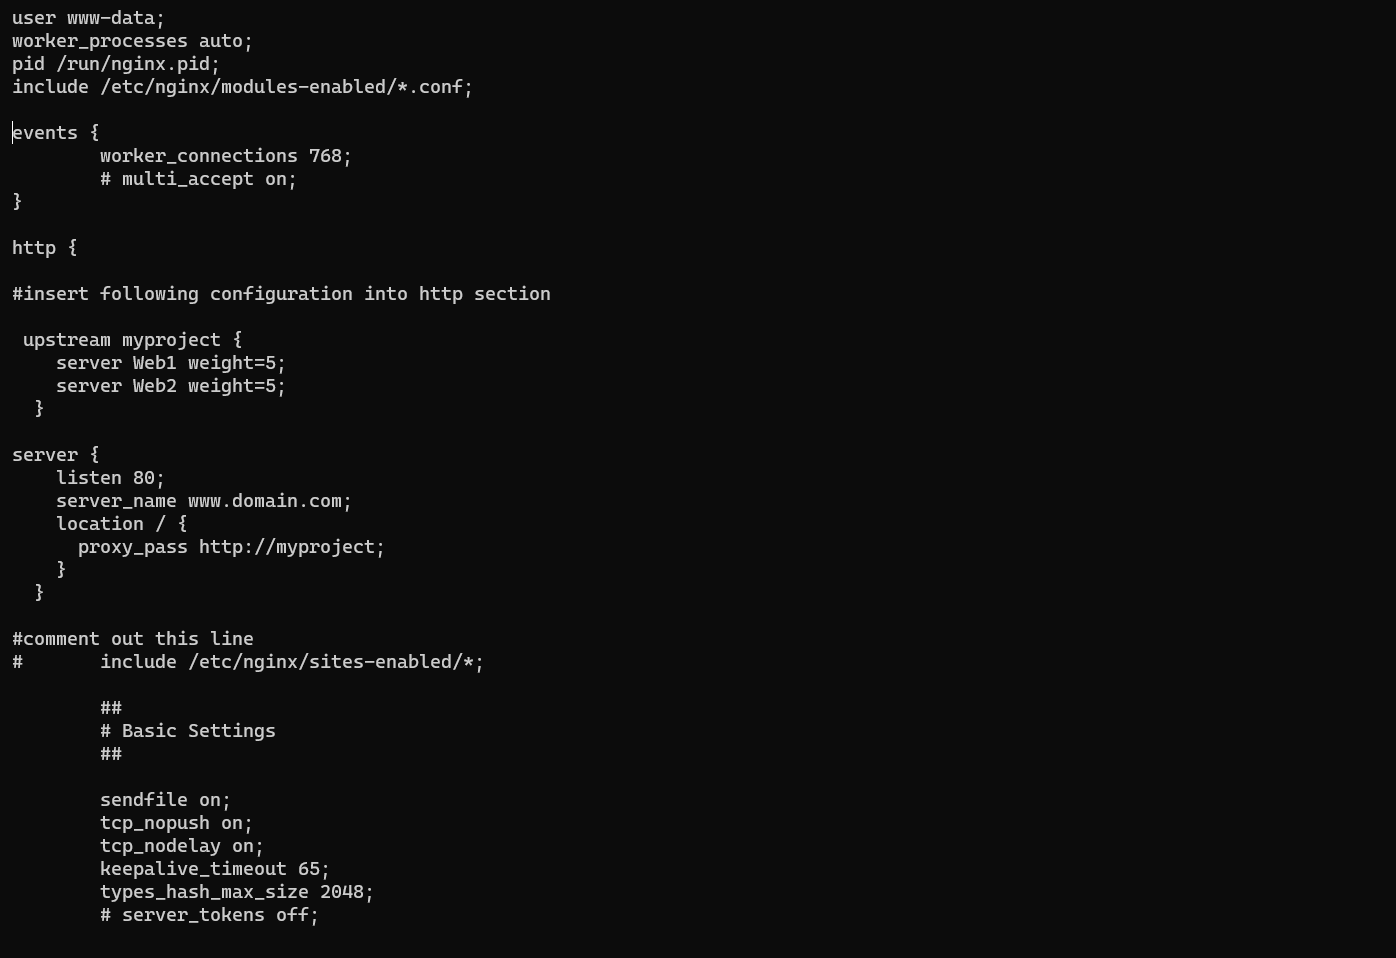 user www-data;
worker_processes auto;
pid /run/nginx.pid;
include /etc/nginx/modules-enabled/*.conf;
events {
        worker_connections 768;
        # multi_accept on;
}
http {
#insert following configuration into http section
 upstream myproject {
    server Web1 weight=5;
    server Web2 weight=5;
  }
server {
    listen 80;
    server_name www.domain.com;
    location / {
      proxy_pass http://myproject;
    }
  }
#comment out this line
#       include /etc/nginx/sites-enabled/*;
        ##
        # Basic Settings
        ##
        sendfile on;
        tcp_nopush on;
        tcp_nodelay on;
        keepalive_timeout 65;
        types_hash_max_size 2048;
        # server_tokens off;